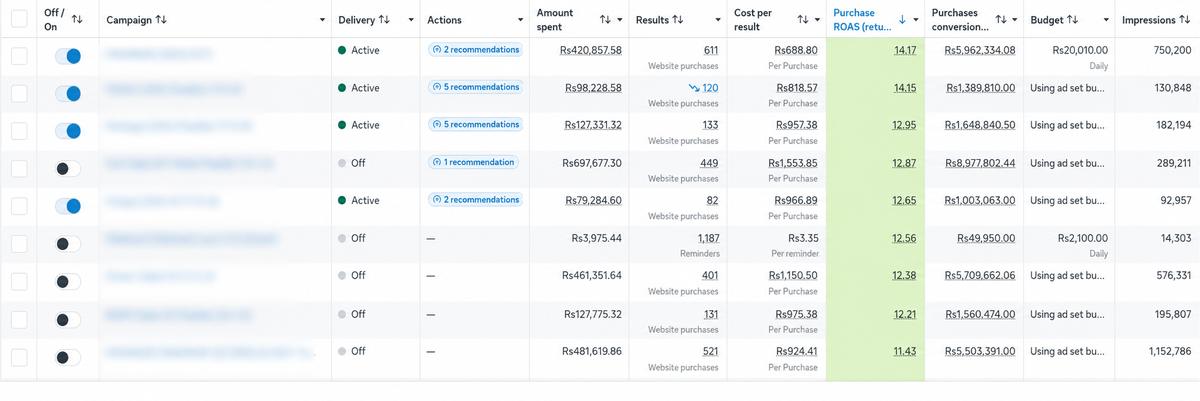 Off / On Campaign Delivery Actions Amount spent Results Cost per result Purchase ROAS (retu... Purchases conversion... Budget Impressions
Active 2 recommendations Rs420,857.58 611 Rs688.80 14.17 Rs5,962,334.08 Rs20,010.00 750,200
Website purchases Per Purchase Daily
Active 5 recommendations Rs98,228.58 120 Rs818.57 14.15 Rs1,389,810.00 Using ad set bu... 130,848
Website purchases Per Purchase
Active 5 recommendations Rs127,331.32 133 Rs957.38 12.95 Rs1,648,840.50 Using ad set bu... 182,194
Website purchases Per Purchase
Off 1 recommendation Rs697,677.30 449 Rs1,553.85 12.87 Rs8,977,802.44 Using ad set bu... 289,211
Website purchases Per Purchase
Active 2 recommendations Rs79,284.60 82 Rs966.89 12.65 Rs1,003,063.00 Using ad set bu... 92,957
Website purchases Per Purchase
Off — Rs3,975.44 1,187 Rs3.35 12.56 Rs49,950.00 Rs2,100.00 14,303
Reminders Per reminder Daily
Off — Rs461,351.64 401 Rs1,150.50 12.38 Rs5,709,662.06 Using ad set bu... 576,331
Website purchases Per Purchase
Off — Rs127,775.32 131 Rs975.38 12.21 Rs1,560,474.00 Using ad set bu... 195,807
Website purchases Per Purchase
Off — Rs481,619.86 521 Rs924.41 11.43 Rs5,503,391.00 Using ad set bu... 1,152,786
Website purchases Per Purchase